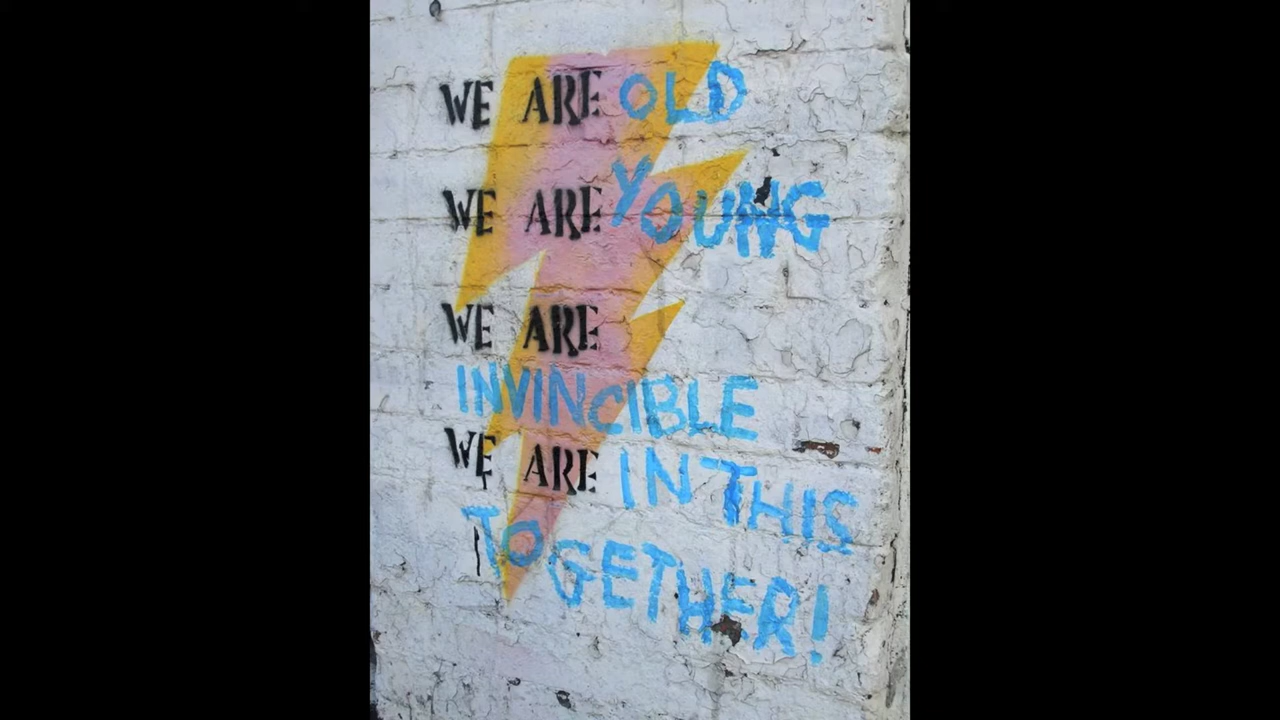 WE ARE OLD
WE ARE YOUNG
WE ARE
INVINCIBLE
WE ARE IN THIS
TOGETHER!